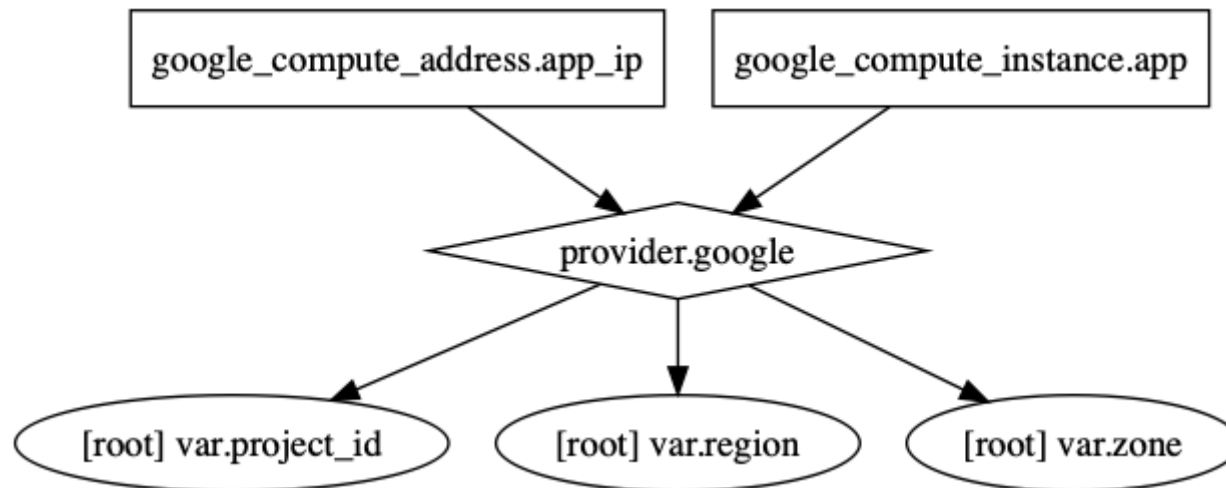 google_compute_address.app_ip
google_compute_instance.app
provider.google
[root] var.project_id
[root] var.region
[root] var.zone